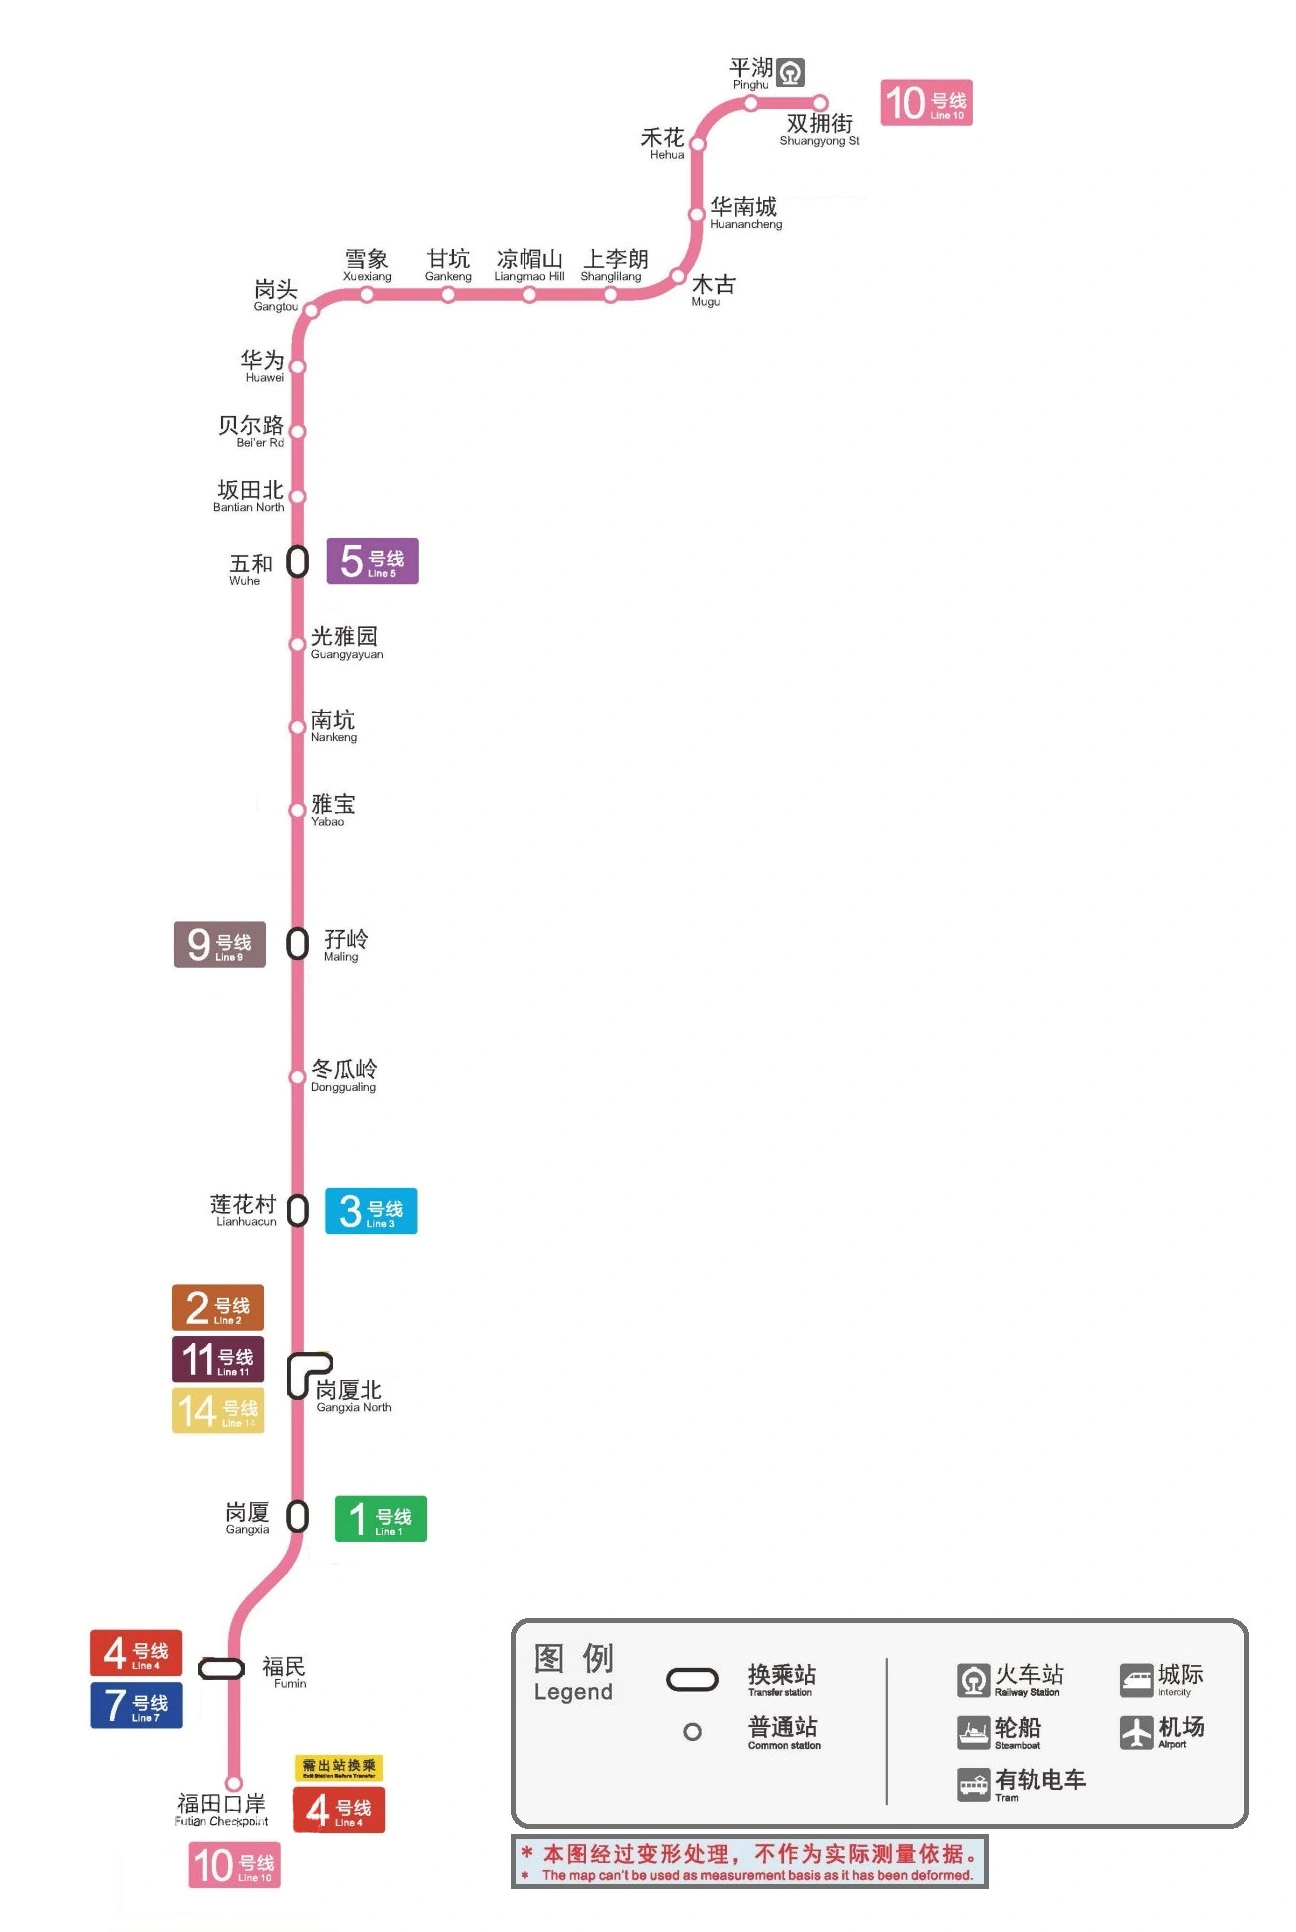 平湖
Pinghu
10号线
Line 10
双拥街
Shuangyong St
禾花
Hehua
华南城
Huanancheng
木古
Mugu
上李朗
Shanglilang
凉帽山
Liangmao Hill
甘坑
Gankeng
雪象
Xuexiang
岗头
Gangtou
华为
Huawei
贝尔路
Bei'er Rd
坂田北
Bantian North
五和
Wuhe
5号线
Line 5
光雅园
Guangyayuan
南坑
Nankeng
雅宝
Yabao
9号线
Line 9
孖岭
Maling
冬瓜岭
Donggualing
莲花村
Lianhuacun
3号线
Line 3
2号线
Line 2
11号线
Line 11
14号线
Line 14
岗厦北
Gangxia North
岗厦
Gangxia
1号线
Line 1
4号线
Line 4
7号线
Line 7
福民
Fumin
福田口岸
Futian Checkpoint
需出站换乘
Exit Station Before Transfer
4号线
Line 4
10号线
Line 10
图例
Legend
换乘站
Transfer station
普通站
Common station
火车站
Railway Station
城际
Intercity
轮船
Steamboat
机场
Airport
有轨电车
Tram
* 本图经过变形处理，不作为实际测量依据。
* The map can't be used as measurement basis as it has been deformed.